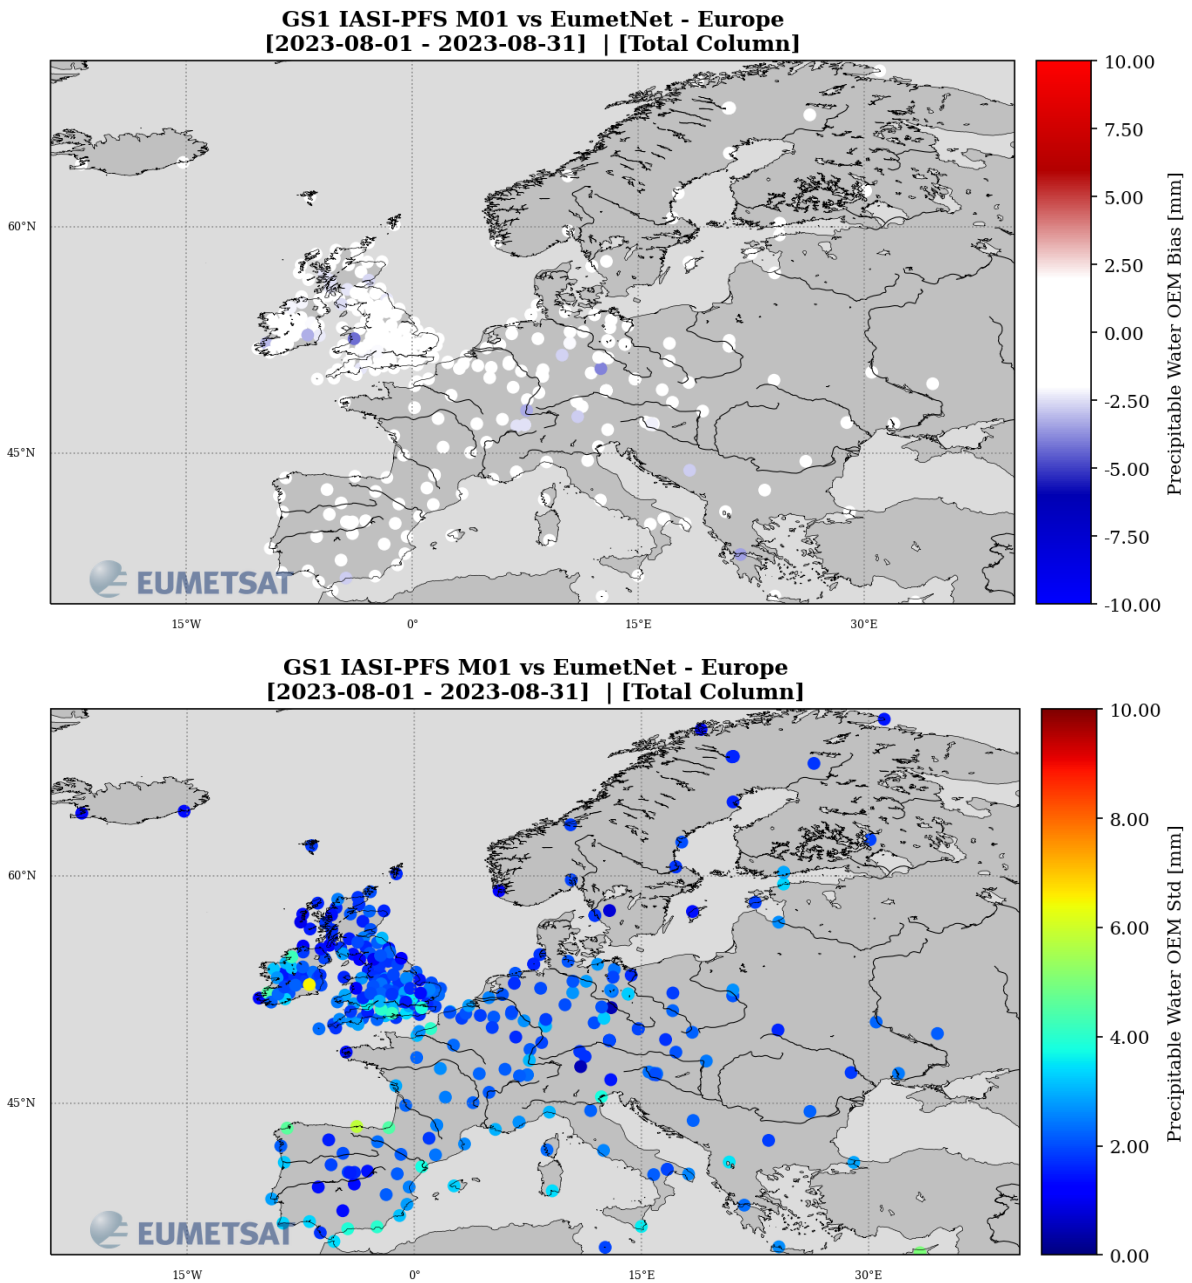 GS1 IASI-PFS M01 vs EumetNet - Europe
[2023-08-01 - 2023-08-31] | [Total Column]
10.00
7.50
5.00
2.50
0.00
-2.50
-5.00
-7.50
-10.00
Precipitable Water OEM Bias [mm]
60°N
45°N
EUMETSAT
15°W
0°
15°E
30°E
GS1 IASI-PFS M01 vs EumetNet - Europe
[2023-08-01 - 2023-08-31] | [Total Column]
10.00
8.00
6.00
4.00
2.00
0.00
Precipitable Water OEM Std [mm]
60°N
45°N
EUMETSAT
15°W
0°
15°E
30°E